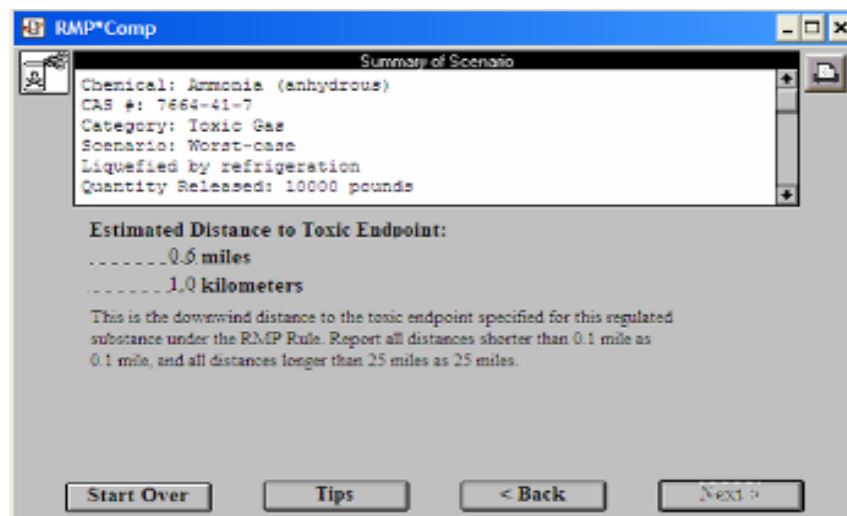 RMP*Comp
Summary of Scenario
Chemical: Ammonia (anhydrous)
CAS #: 7664-41-7
Category: Toxic Gas
Scenario: Worst-case
Liquefied by refrigeration
Quantity Released: 10000 pounds
Estimated Distance to Toxic Endpoint:
0.6 miles
1.0 kilometers
This is the downwind distance to the toxic endpoint specified for this regulated
substance under the RMP Rule. Report all distances shorter than 0.1 mile as
0.1 mile, and all distances longer than 25 miles as 25 miles.
Start Over
Tips
< Back
Next >